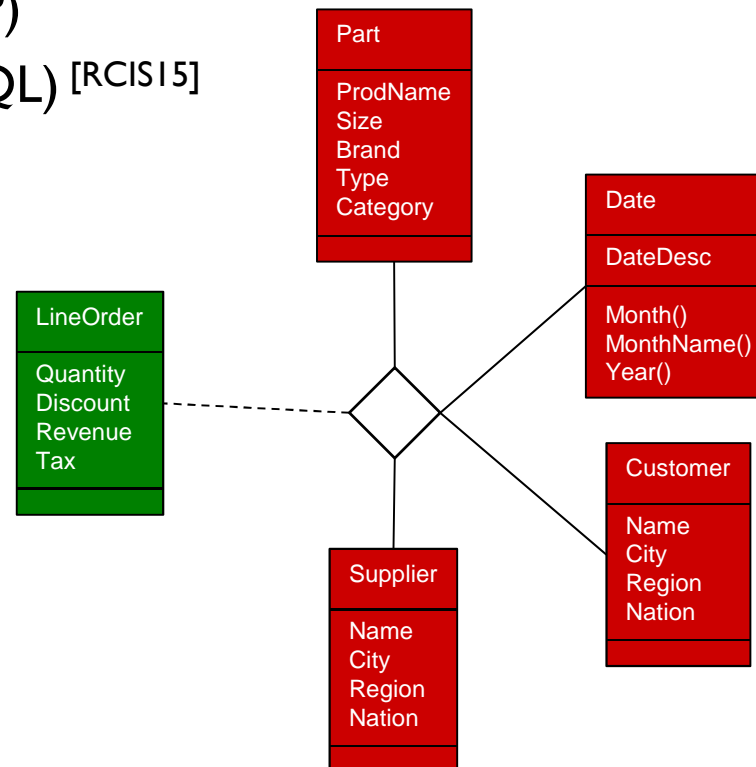 )
QL) [RCIS15]
Part
ProdName
Size
Brand
Type
Category
Date
DateDesc
Month()
MonthName()
Year()
LineOrder
Quantity
Discount
Revenue
Tax
Customer
Name
City
Region
Nation
Supplier
Name
City
Region
Nation